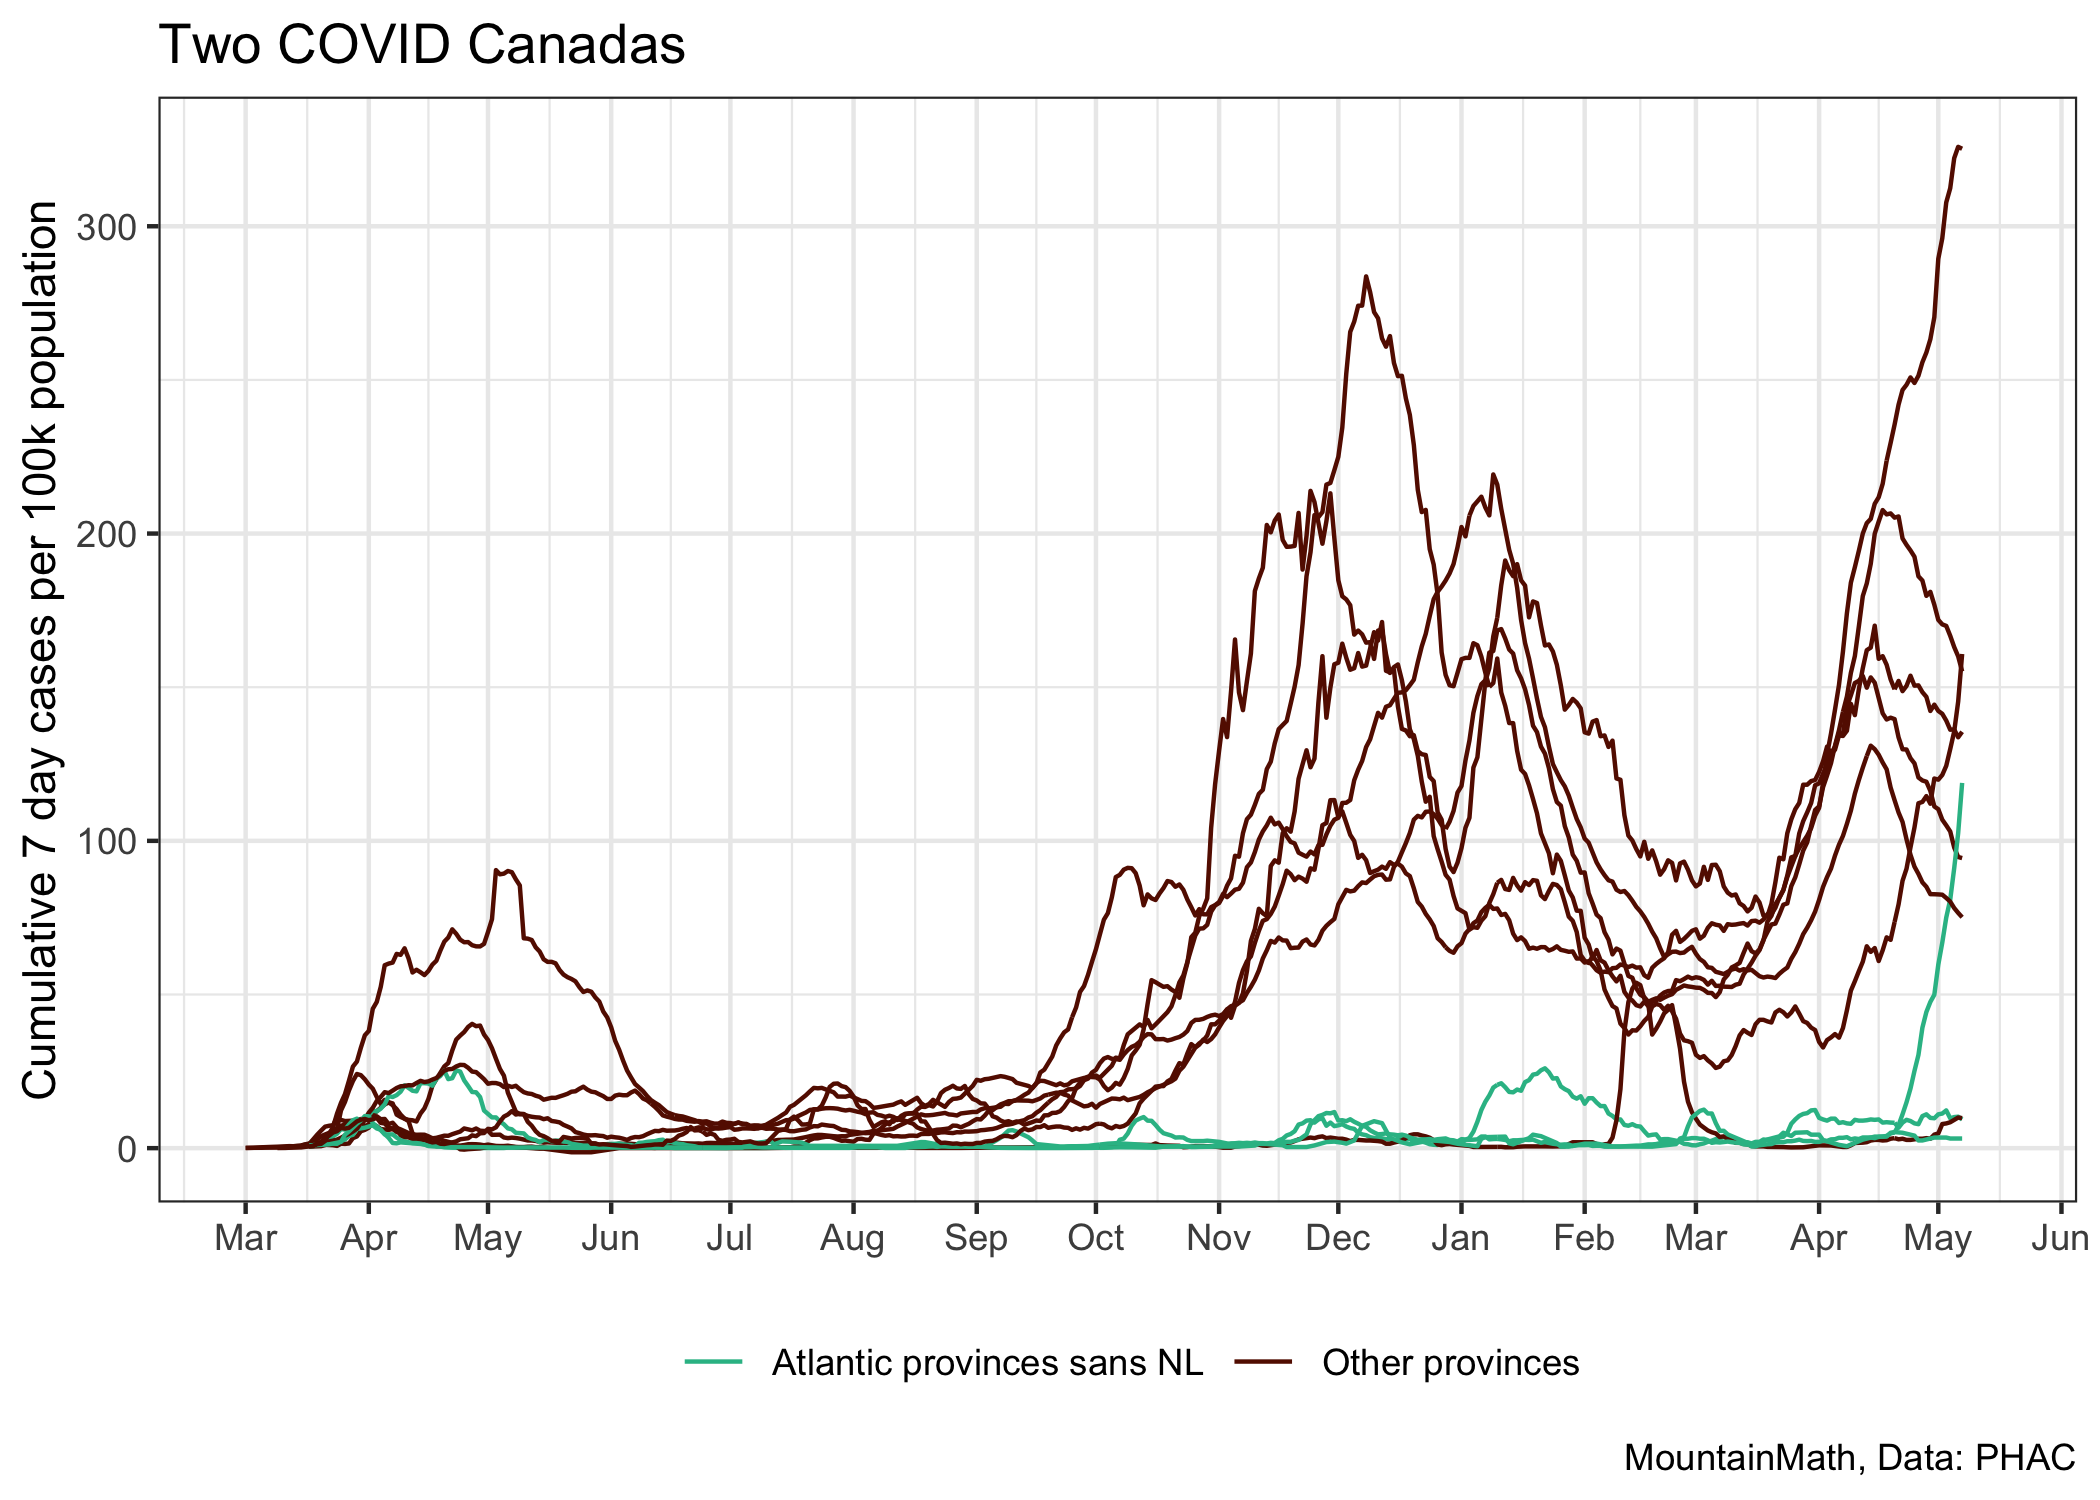 Two COVID Canadas
Cumulative 7 day cases per 100k population
300
200
100
0
Mar Apr May Jun Jul Aug Sep Oct Nov Dec Jan Feb Mar Apr May Jun
Atlantic provinces sans NL Other provinces
MountainMath, Data: PHAC